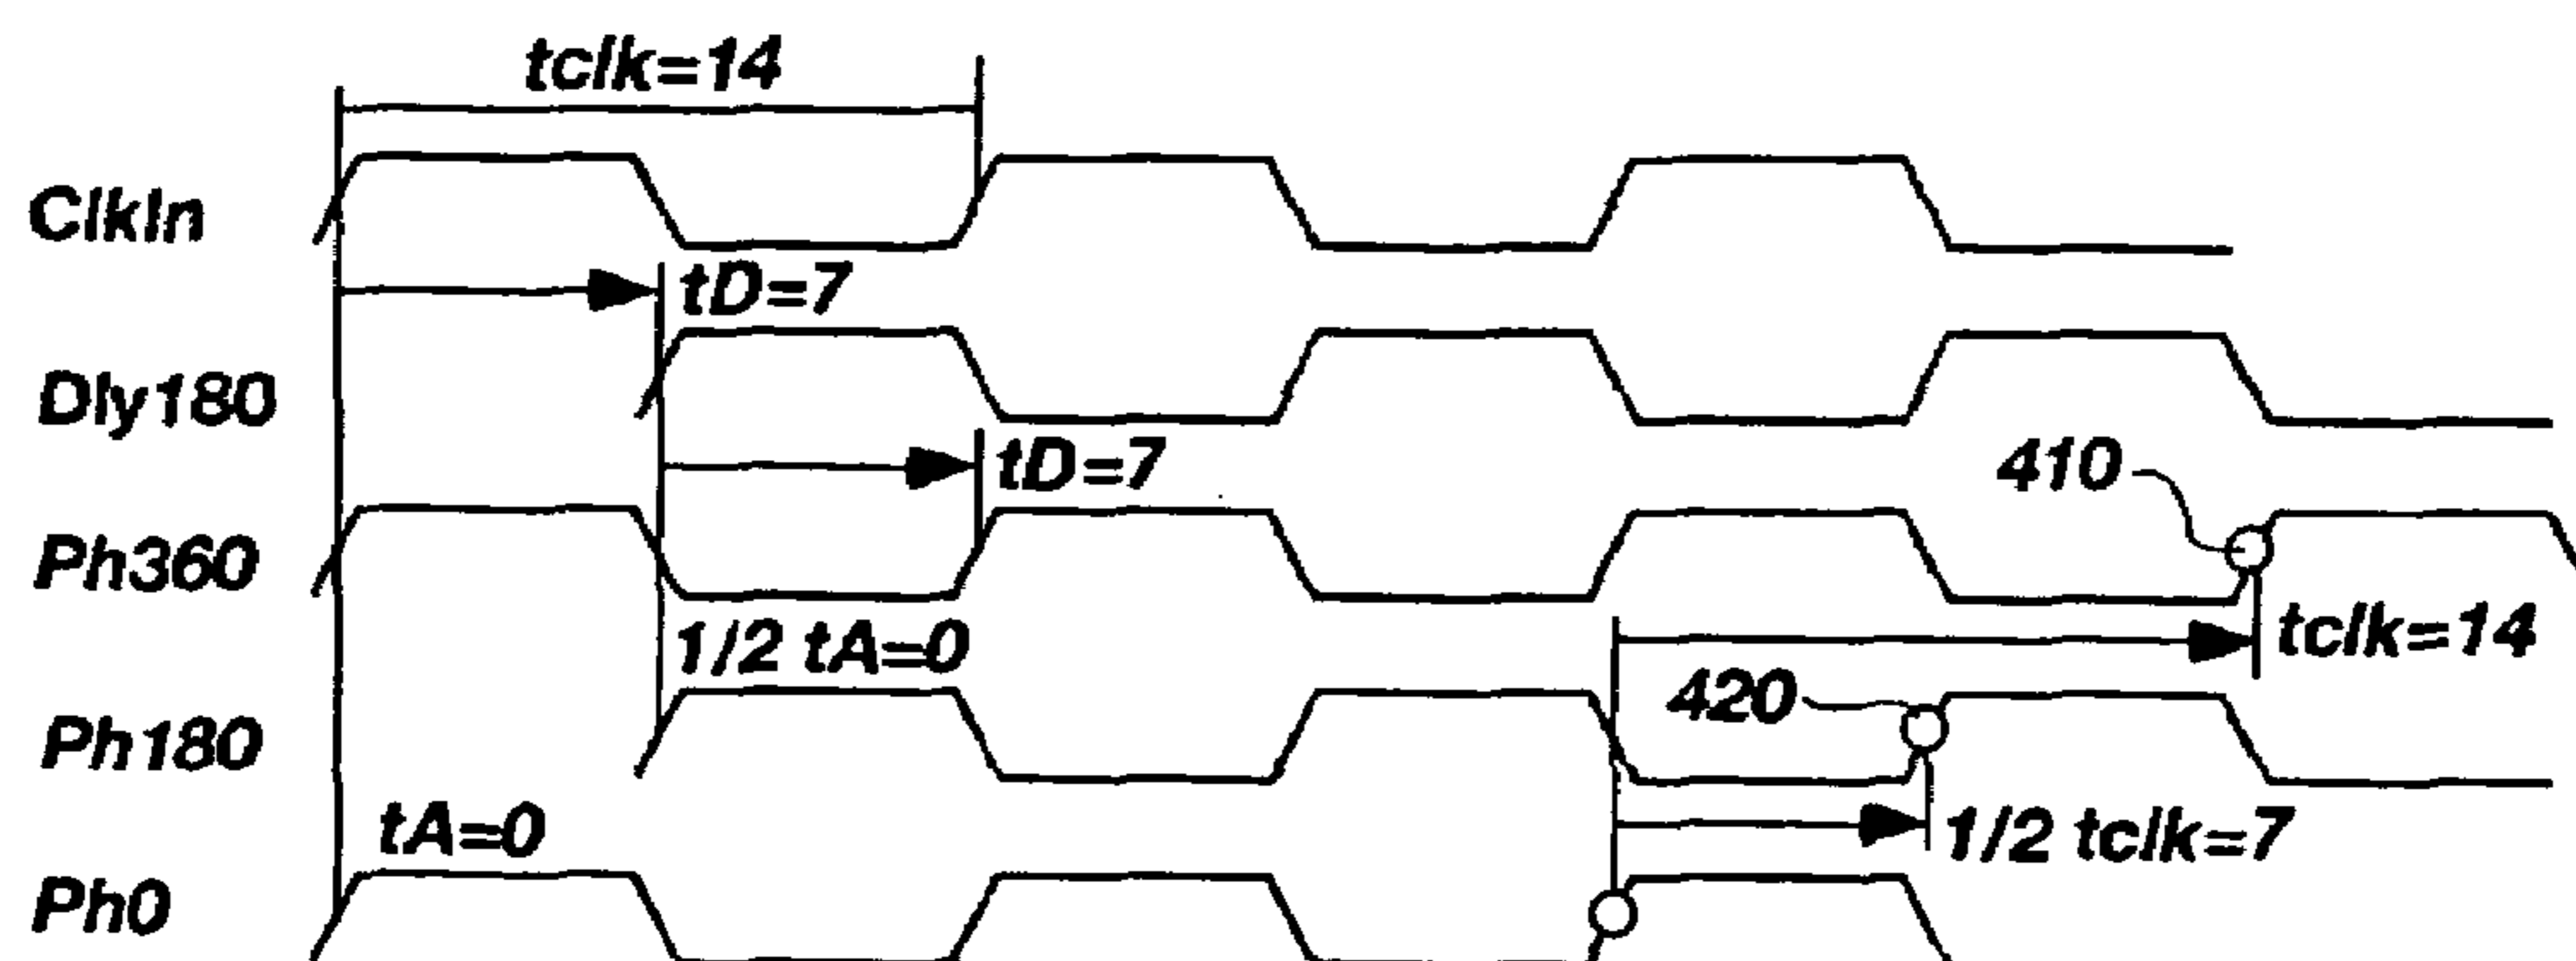 tclk=14
ClkIn
tD=7
Dly180
tD=7
410
Ph360
tclk=14
1/2 tA=0
420
Ph180
tA=0
1/2 tclk=7
Ph0